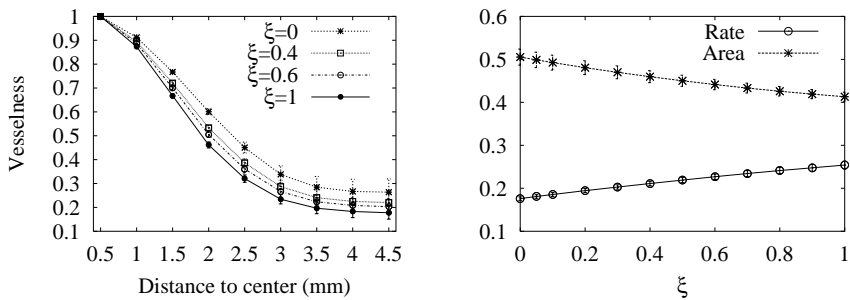 1
0.9
0.8
0.7
0.6
0.5
0.4
0.3
0.2
0.1
Vesselness
ξ=0
ξ=0.4
ξ=0.6
ξ=1
0.5 1 1.5 2 2.5 3 3.5 4 4.5
Distance to center (mm)
0.6
0.5
0.4
0.3
0.2
0.1
Rate
Area
0 0.2 0.4 0.6 0.8 1
ξ